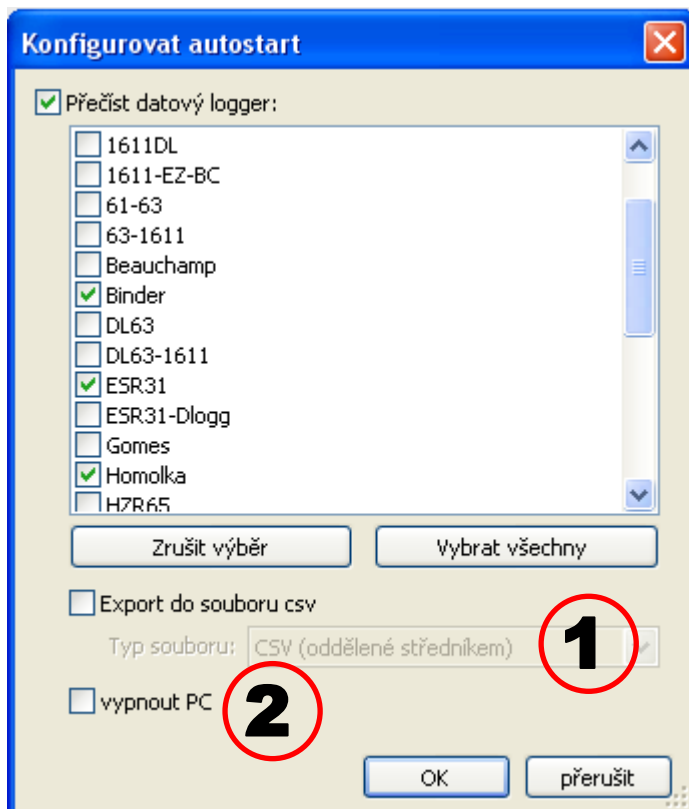 Konfigurovat autostart
Přečíst datový logger:
1611DL
1611-EZ-BC
61-63
63-1611
Beauchamp
Binder
DL63
DL63-1611
ESR31
ESR31-Dlogg
Gomes
Homolka
HZR65
Zrušit výběr Vybrat všechny
Export do souboru csv
Typ souboru: CSV (oddělené středníkem) 1
vypnout PC 2
OK přerušit